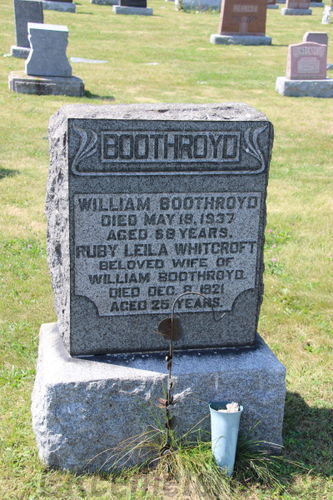 BOOTHROYD
WILLIAM BOOTHROYD
DIED MAY 19, 1937
AGED 68 YEARS.
RUBY LEILA WHITCROFT
BELOVED WIFE OF
WILLIAM BOOTHROYD.
DIED DEC. 8, 1921
AGED 25 YEARS.